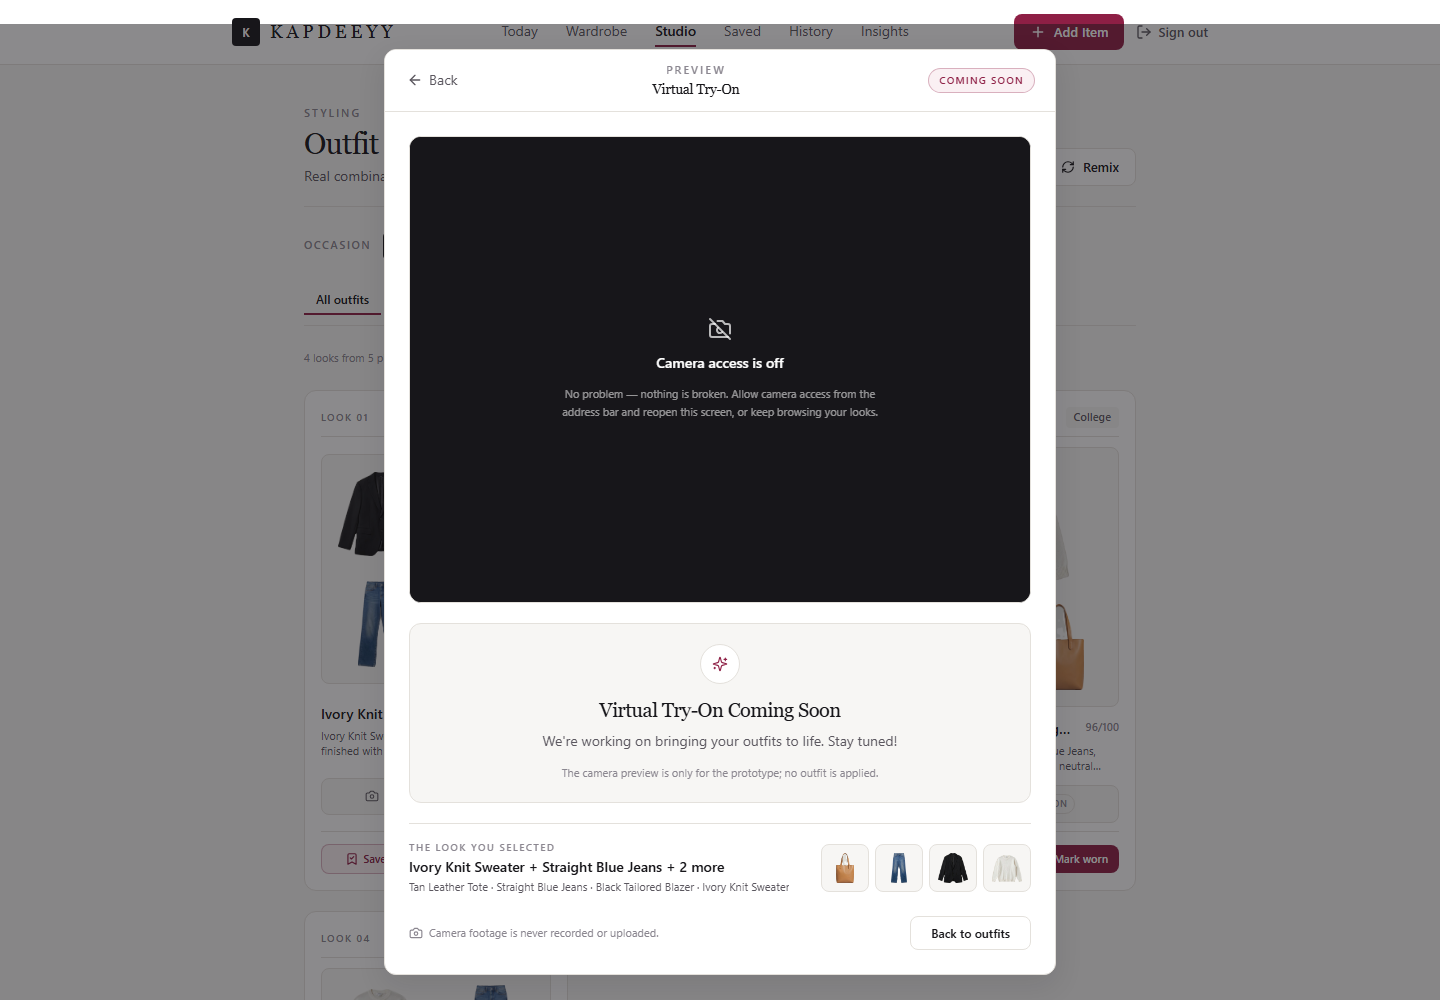 K KAPDEEYY Today Wardrobe Studio Saved History Insights Add Item Sign out
Back
PREVIEW
Virtual Try-On
COMING SOON
STYLING
Outfit
Real combina
Remix
OCCASION
All outfits
4 looks from 5 p
LOOK 01
College
Camera access is off
No problem — nothing is broken. Allow camera access from the
address bar and reopen this screen, or keep browsing your looks.
Virtual Try-On Coming Soon
We're working on bringing your outfits to life. Stay tuned!
The camera preview is only for the prototype; no outfit is applied.
Ivory Knit
Ivory Knit Sw
finished with
96/100
ue Jeans,
neutral...
ON
Save
Mark worn
THE LOOK YOU SELECTED
Ivory Knit Sweater + Straight Blue Jeans + 2 more
Tan Leather Tote · Straight Blue Jeans · Black Tailored Blazer · Ivory Knit Sweater
Camera footage is never recorded or uploaded.
Back to outfits
LOOK 04